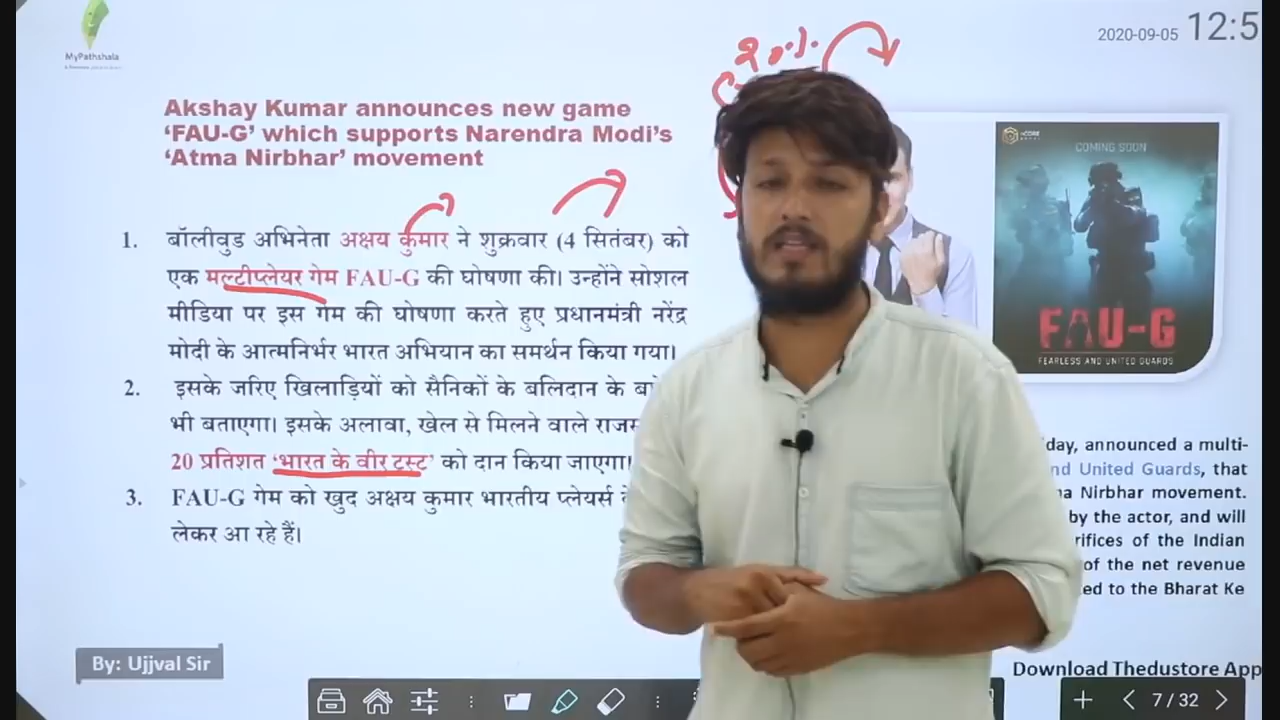 MyPathshala
2020-09-05 12:5
Akshay Kumar announces new game
‘FAU-G’ which supports Narendra Modi’s
‘Atma Nirbhar’ movement
20%
1. बॉलीवुड अभिनेता अक्षय कुमार ने शुक्रवार (4 सितंबर) को
एक मल्टीप्लेयर गेम FAU-G की घोषणा की। उन्होंने सोशल
मीडिया पर इस गेम की घोषणा करते हुए प्रधानमंत्री नरेंद्र
मोदी के आत्मनिर्भर भारत अभियान का समर्थन किया गया।
2. इसके जरिए खिलाड़ियों को सैनिकों के बलिदान के
भी बताएगा। इसके अलावा, खेल से मिलने वाले
20 प्रतिशत ‘भारत के वीर ट्रस्ट’ को दान किया जाएगा।
3. FAU-G गेम को खुद अक्षय कुमार भारतीय प्लेयर्स
लेकर आ रहे हैं।
nCORE
COMING SOON
FAU-G
FEARLESS AND UNITED GUARDS
day, announced a multi-
nd United Guards, that
Nirbhar movement.
by the actor, and will
rifices of the Indian
of the net revenue
ed to the Bharat Ke
By: Ujjval Sir
Download Thedustore App
7 / 32